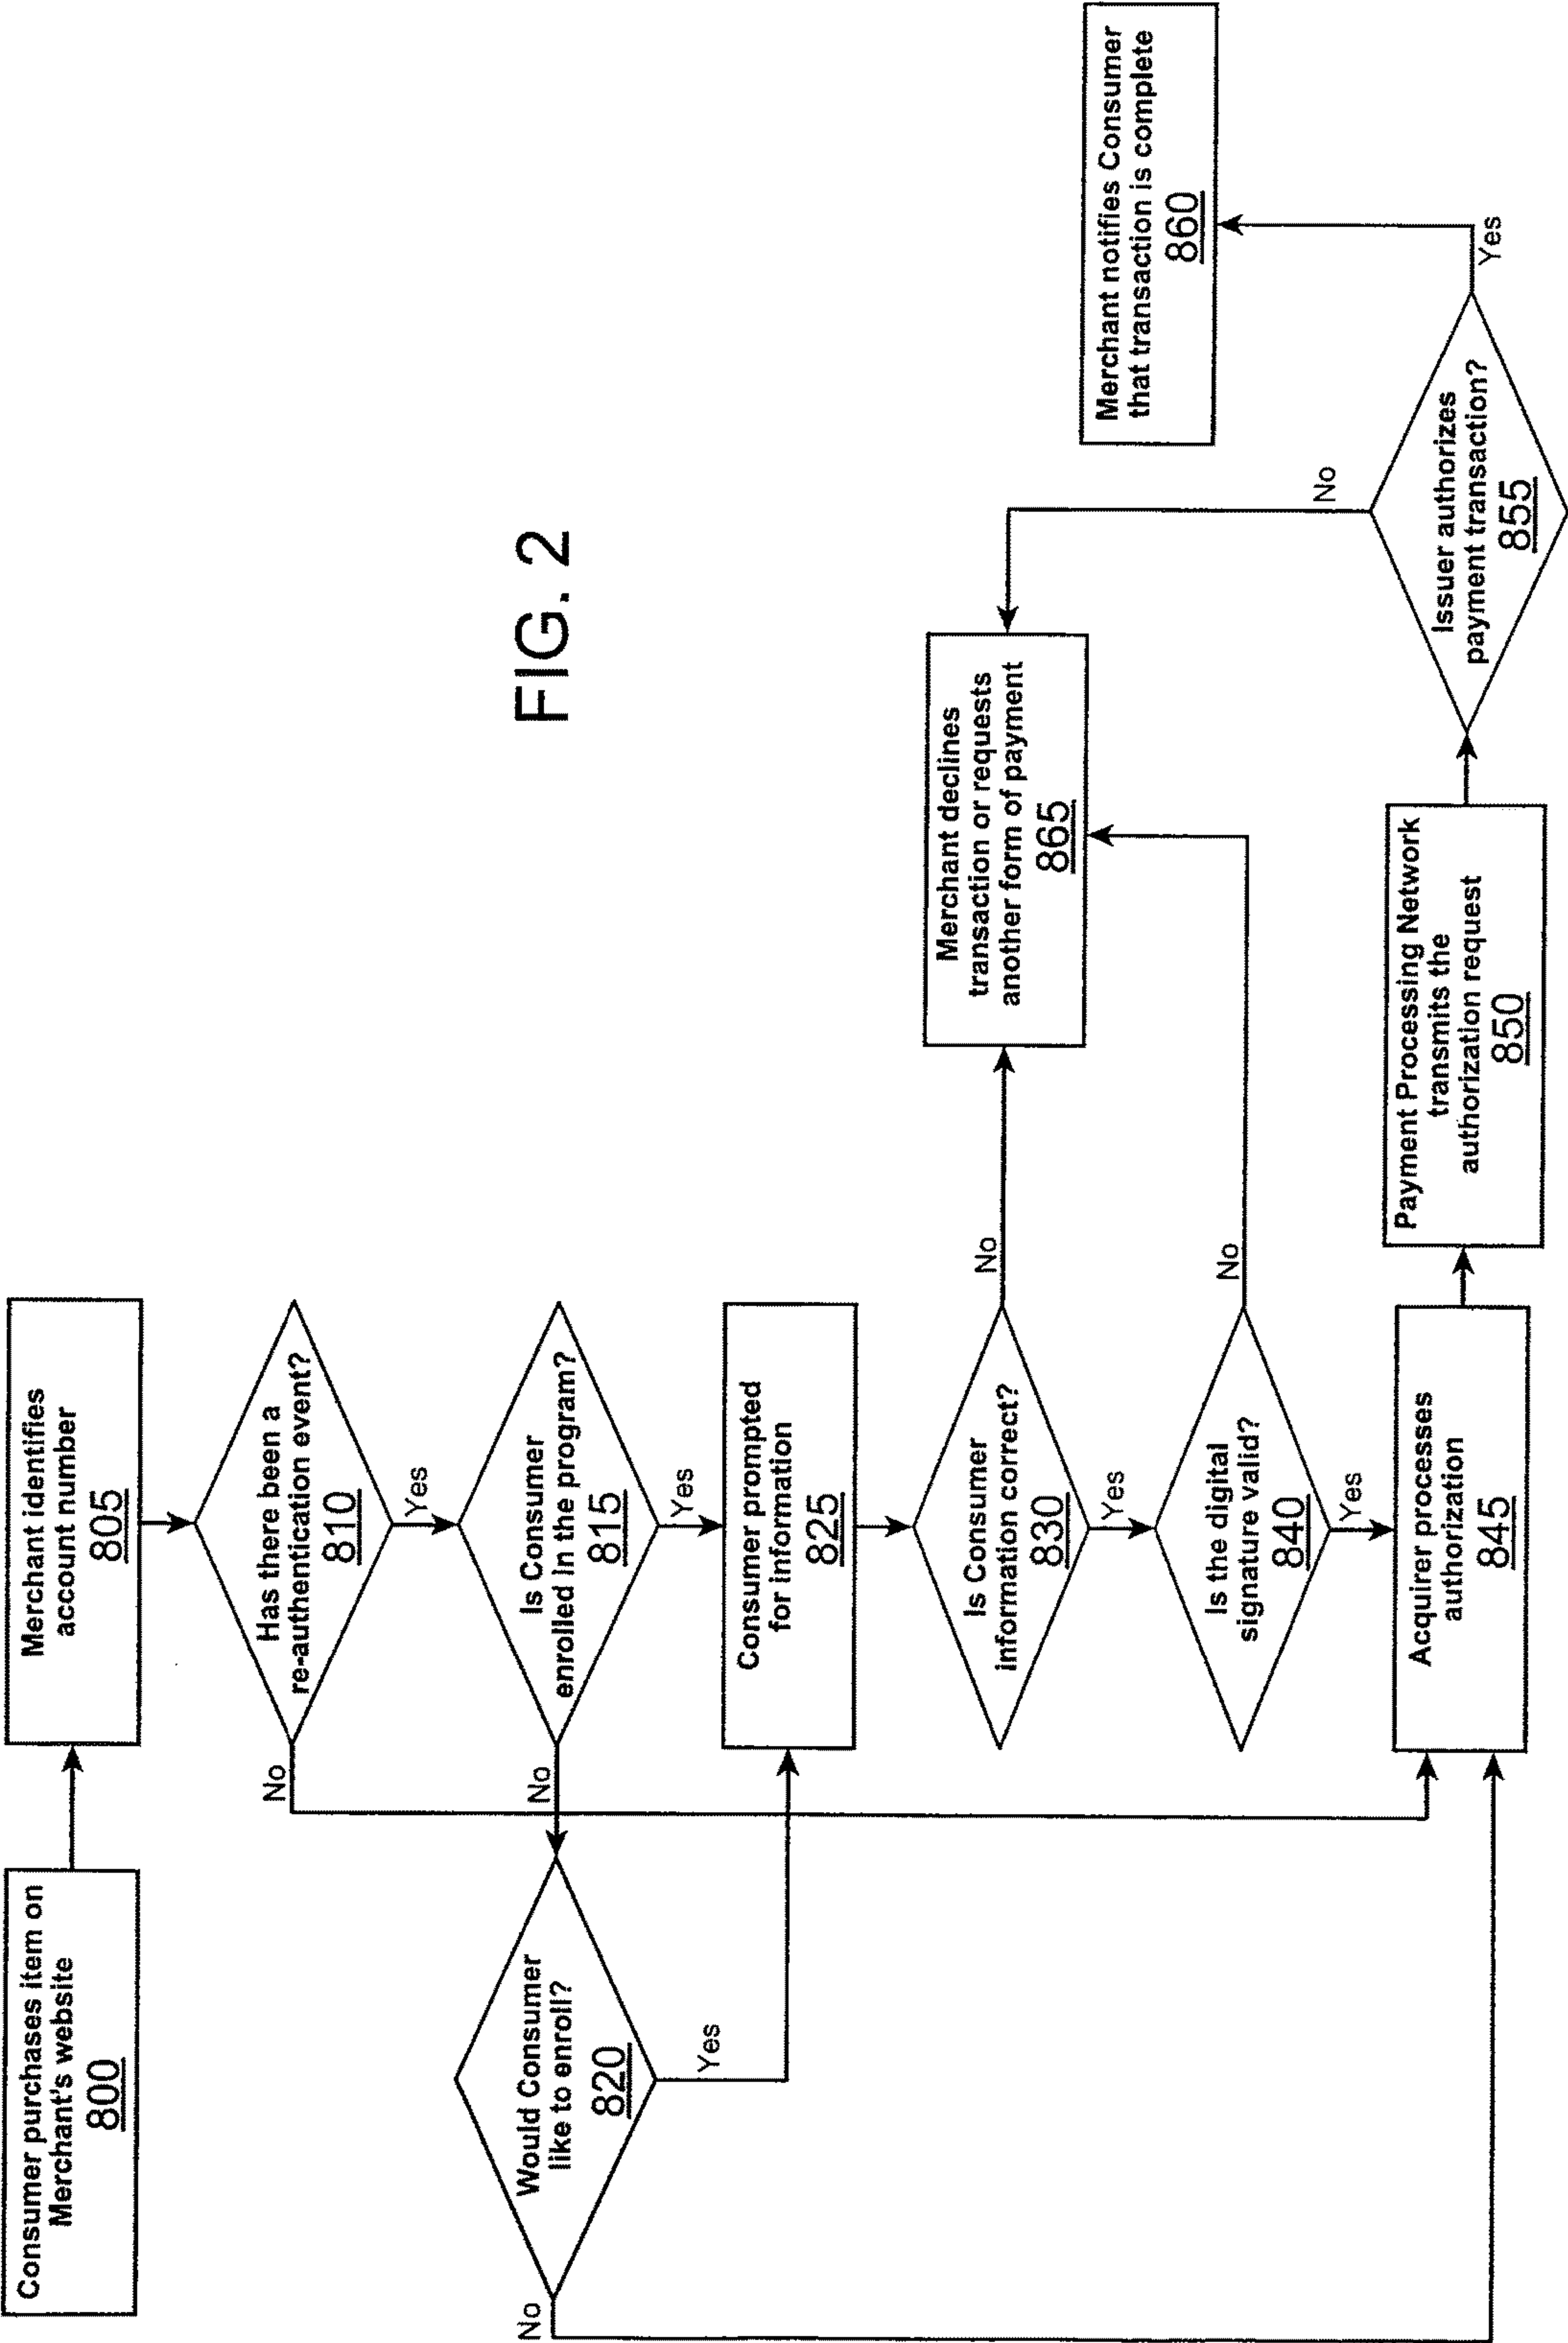 Consumer purchases item on
Merchant's website
800
Merchant identifies
account number
805
Has there been a
re-authentication event?
810
No
Yes
Is Consumer
enrolled in the program?
815
No
Yes
Would Consumer
like to enroll?
820
No
Yes
Consumer prompted
for information
825
Is Consumer
information correct?
830
No
Yes
Is the digital
signature valid?
840
No
Yes
Acquirer processes
authorization
845
Payment Processing Network
transmits the
authorization request
850
Issuer authorizes
payment transaction?
855
No
Yes
Merchant declines
transaction or requests
another form of payment
865
Merchant notifies Consumer
that transaction is complete
860
FIG. 2